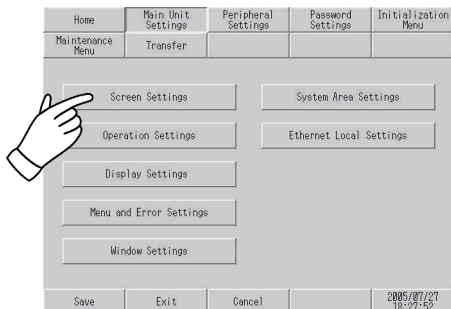 Home
Main Unit
Settings
Peripheral
Settings
Password
Settings
Initialization
Menu
Maintenance
Menu
Transfer
Screen Settings
System Area Settings
Operation Settings
Ethernet Local Settings
Display Settings
Menu and Error Settings
Window Settings
Save
Exit
Cancel
2005/07/27
18:27:52